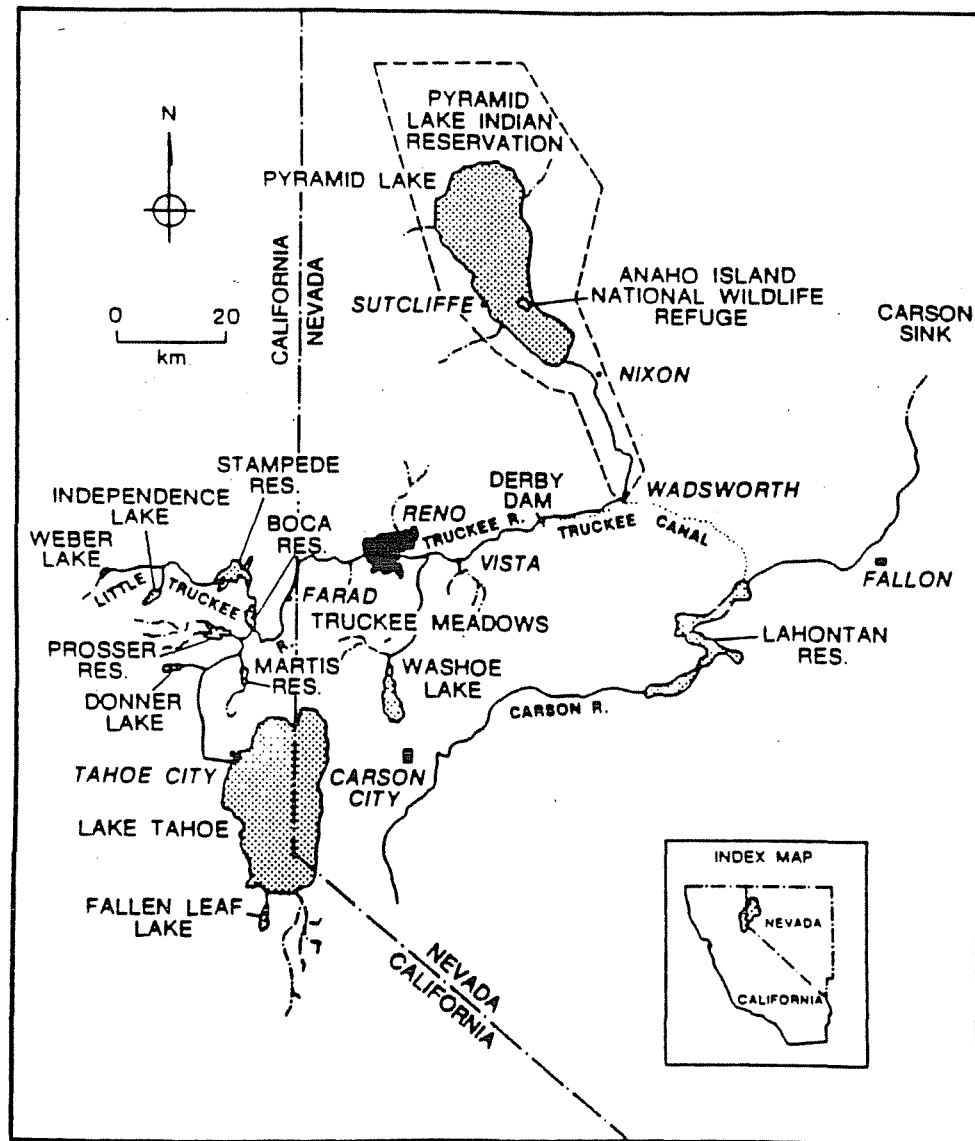 PYRAMID
LAKE INDIAN
RESERVATION
N
PYRAMID LAKE
CALIFORNIA
NEVADA
ANAHO ISLAND
NATIONAL WILDLIFE
REFUGE
SUTCLIFFE
0 20
km
CARSON
SINK
NIXON
STAMPEDE
RES.
INDEPENDENCE
LAKE
BOCA
RES.
WEBER
LAKE
RENO
DERBY
DAM
WADSWORTH
TRUCKEE R.
TRUCKEE
CANAL
VISTA
FALLON
LITTLE
TRUCKEE
FARAD
TRUCKEE MEADOWS
PROSSER
RES.
MARTIS
RES.
WASHOE
LAKE
LAHONTAN
RES.
DONNER
LAKE
CARSON R.
TAHOE CITY
CARSON
CITY
LAKE TAHOE
FALLEN LEAF
LAKE
NEVADA
CALIFORNIA
INDEX MAP
NEVADA
CALIFORNIA